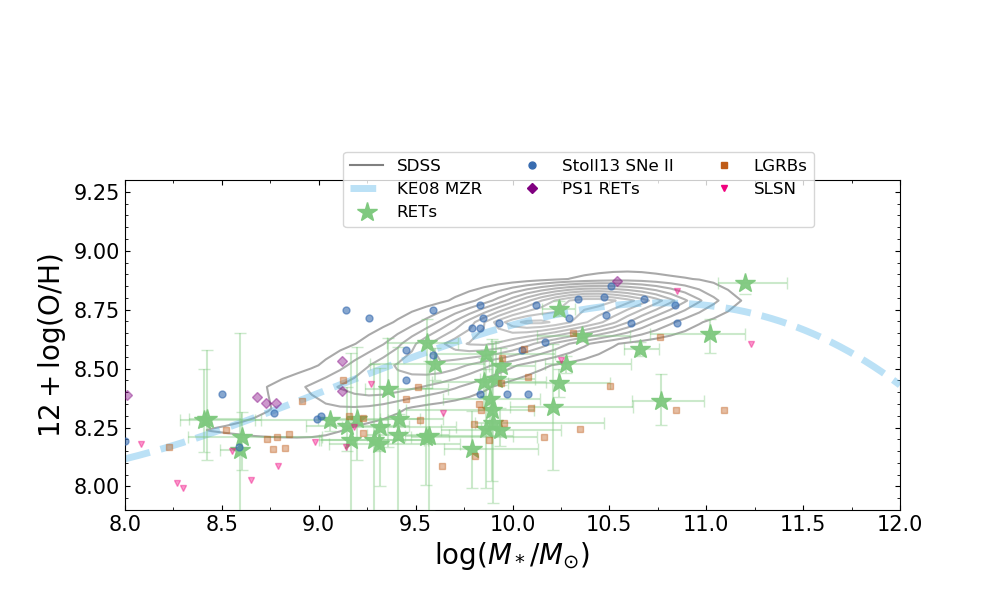 SDSS
KE08 MZR
RETs
Stoll13 SNe II
PS1 RETs
LGRBs
SLSN
9.25
9.00
8.75
8.50
8.25
8.00
12 + log(O/H)
8.0 8.5 9.0 9.5 10.0 10.5 11.0 11.5 12.0
log(M_*/M_⊙)